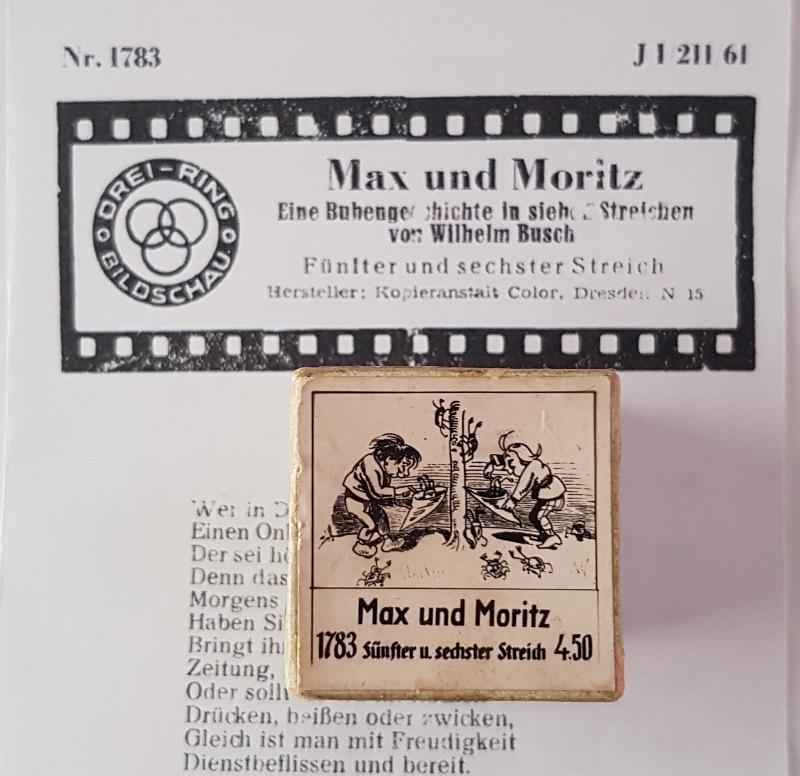 Nr. 1783
J I 211 61
DREI-RING
BILDSCHAU
Max und Moritz
Eine Bubenge chichte in sieb Streichen
von Wilhelm Busch
Fünfter und sechster Streich
Hersteller: Kopieranstalt Color, Dresden N 15
Wer in D
Einen On
Der sei hö
Denn das
Morgens
Haben Si
Bringt ih
Zeitung,
Oder sollt
Drücken, beißen oder zwicken,
Gleich ist man mit Freudigkeit
Dienstbeflissen und bereit.
Max und Moritz
1783 Fünfter u. sechster Streich 4.50